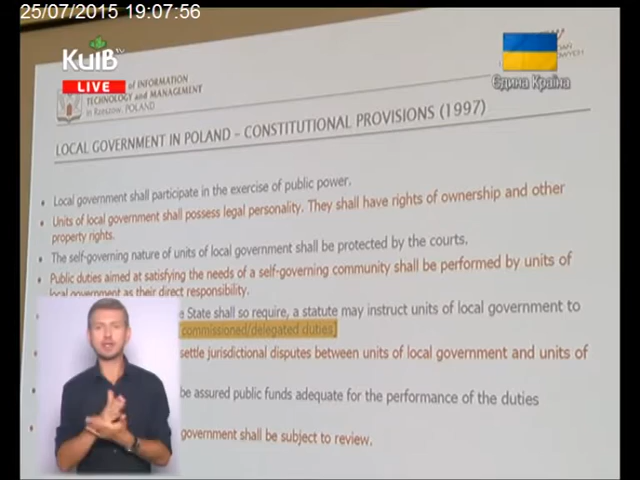 25/07/2015 19:07:56
КиїВ tv
LIVE
Єдина Країна
of INFORMATION
TECHNOLOGY and MANAGEMENT
in Rzeszow, POLAND
LOCAL GOVERNMENT IN POLAND – CONSTITUTIONAL PROVISIONS (1997)
• Local government shall participate in the exercise of public power.
• Units of local government shall possess legal personality. They shall have rights of ownership and other
property rights.
• The self-governing nature of units of local government shall be protected by the courts.
• Public duties aimed at satisfying the needs of a self-governing community shall be performed by units of
local government as their direct responsibility.
e State shall so require, a statute may instruct units of local government to
commissioned/delegated duties]
settle jurisdictional disputes between units of local government and units of
be assured public funds adequate for the performance of the duties
government shall be subject to review.